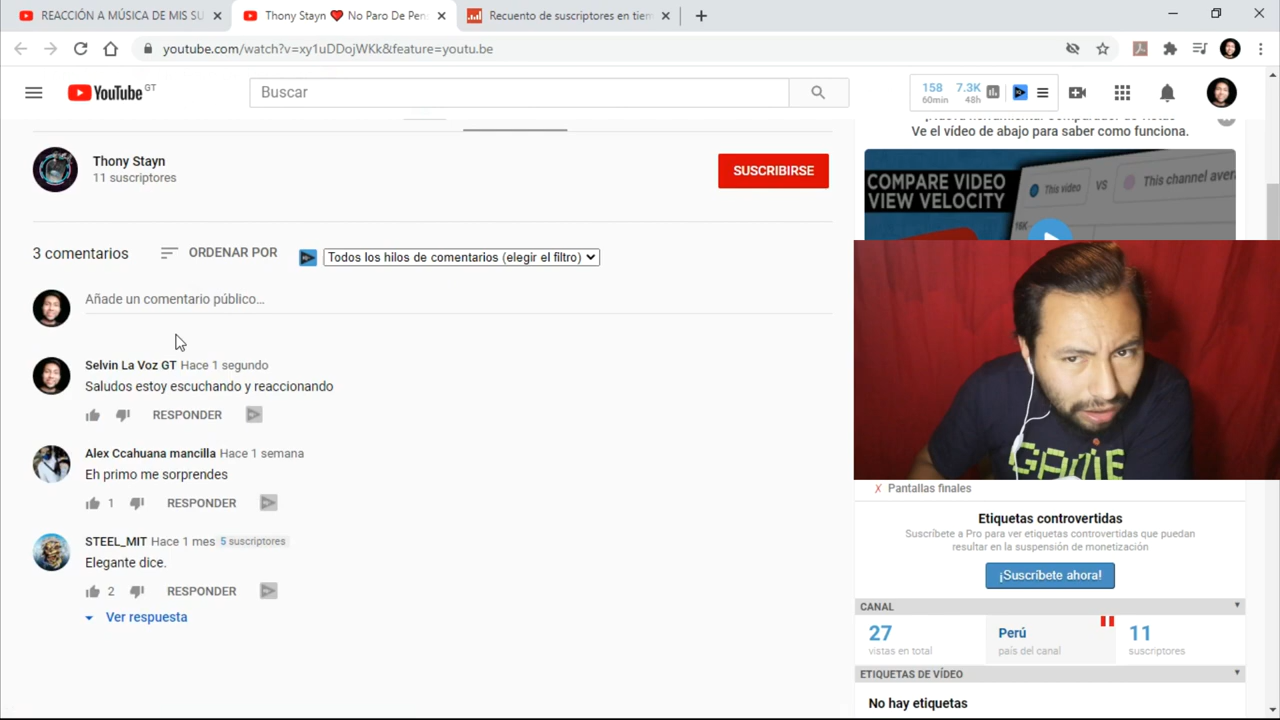 REACCIÓN A MÚSICA DE MIS SU
Thony Stayn ❤ No Paro De Pen
Recuento de suscriptores en tiem
youtube.com/watch?v=xy1uDDojWKk&feature=youtu.be
YouTube GT
Buscar
158 7.3K
60min 48h
Ve el vídeo de abajo para saber como funciona.
Thony Stayn
11 suscriptores
SUSCRIBIRSE
COMPARE VIDEO
VIEW VELOCITY
This video VS This channel aver
3 comentarios
ORDENAR POR
Todos los hilos de comentarios (elegir el filtro)
Añade un comentario público...
Selvin La Voz GT Hace 1 segundo
Saludos estoy escuchando y reaccionando
RESPONDER
Alex Ccahuana mancilla Hace 1 semana
Eh primo me sorprendes
1 RESPONDER
STEEL_MIT Hace 1 mes 5 suscriptores
Elegante dice.
2 RESPONDER
Ver respuesta
GAME
Pantallas finales
Etiquetas controvertidas
Suscríbete a Pro para ver etiquetas controvertidas que puedan
resultar en la suspensión de monetización
¡Suscríbete ahora!
CANAL
27 Perú 11
vistas en total país del canal suscriptores
ETIQUETAS DE VÍDEO
No hay etiquetas